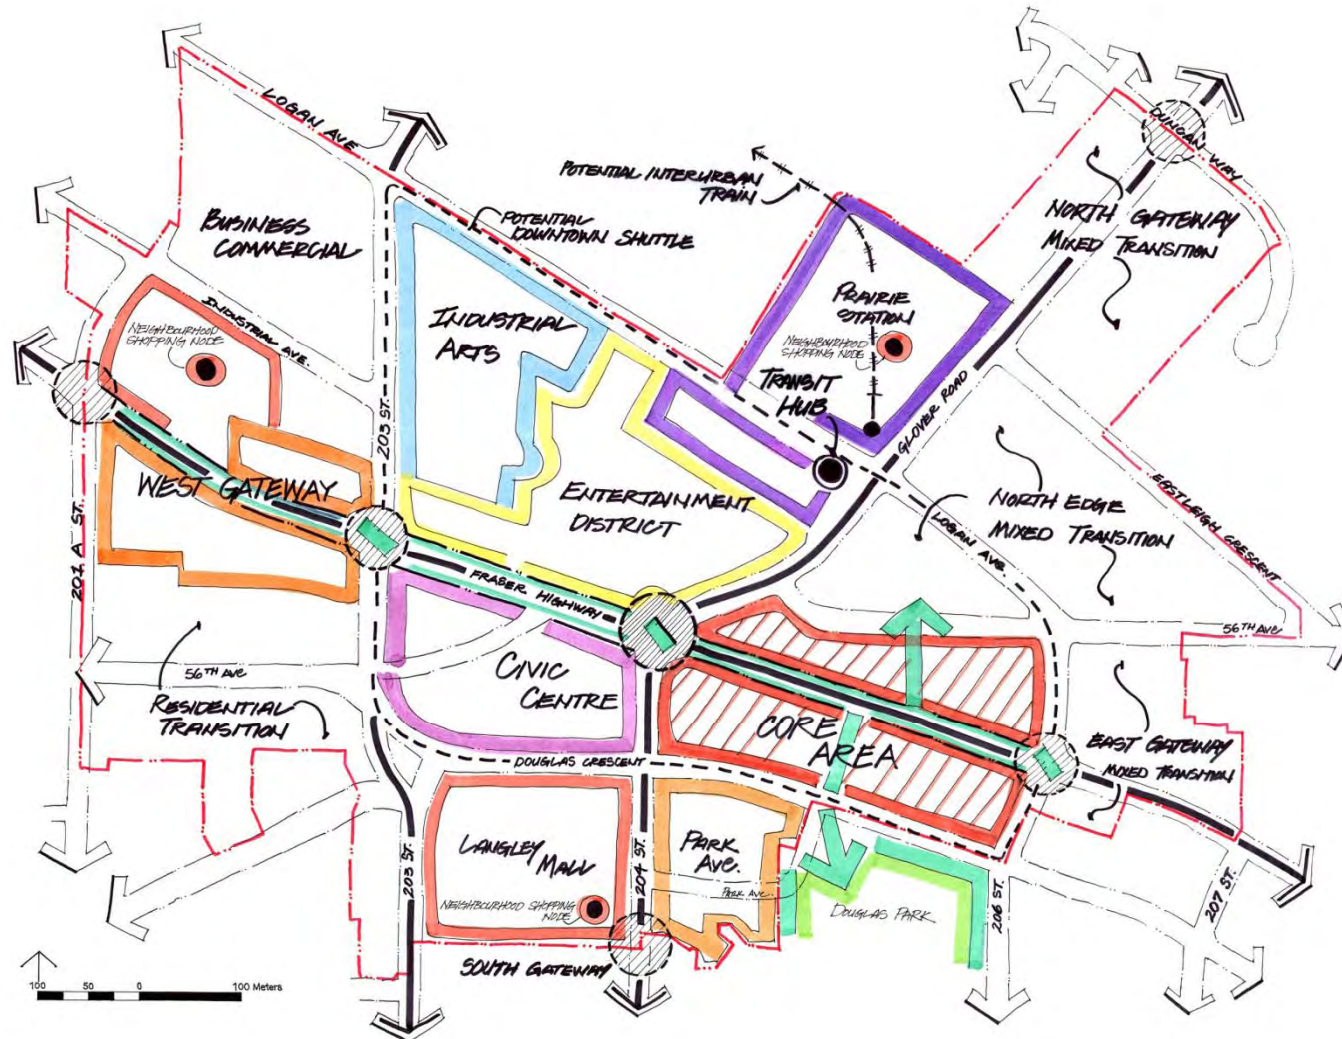 LOGAN AVE
DUNCAN WAY
POTENTIAL INTERURBAN
TRAIN
POTENTIAL
DOWNTOWN SHUTTLE
BUSINESS
COMMERCIAL
NORTH GATEWAY
MIXED TRANSITION
INDUSTRIAL AVE.
NEIGHBOURHOOD
SHOPPING NODE
INDUSTRIAL
ARTS
PRAIRIE
STATION
NEIGHBOURHOOD
SHOPPING NODE
TRANSIT
HUB
203 ST.
GLOVER ROAD
WEST GATEWAY
ENTERTAINMENT
DISTRICT
NORTH EDGE
MIXED TRANSITION
EASTLEIGH CRESCENT
LOGAN AVE.
201 A ST.
FRASER HIGHWAY
56TH AVE
56TH AVE
CIVIC
CENTRE
RESIDENTIAL
TRANSITION
CORE
AREA
EAST GATEWAY
MIXED TRANSITION
DOUGLAS CRESCENT
LANGLEY
MALL
PARK
AVE.
203 ST.
204 ST.
PARK AVE.
NEIGHBOURHOOD SHOPPING
NODE
DOUGLAS PARK
206 ST.
207 ST.
SOUTH GATEWAY
100 50 0 100 Meters